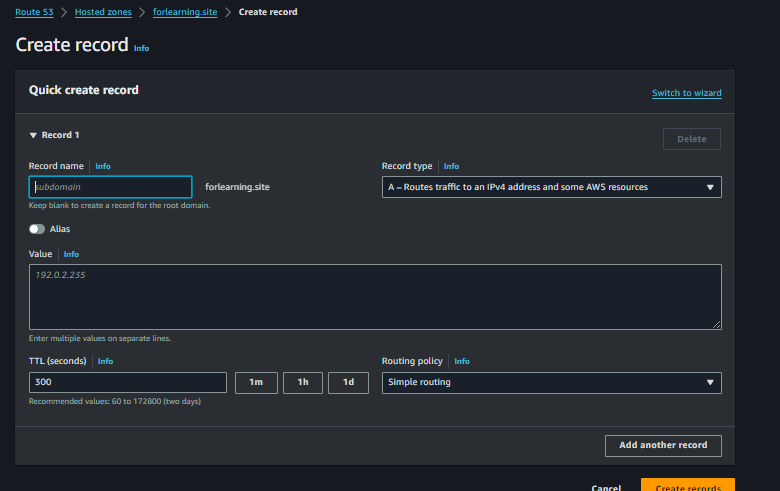 Route 53 > Hosted zones > forlearning.site > Create record
Create record Info
Quick create record
Switch to wizard
Record 1
Delete
Record name Info
Record type Info
subdomain
forlearning.site
A – Routes traffic to an IPv4 address and some AWS resources
Keep blank to create a record for the root domain.
Alias
Value Info
192.0.2.235
Enter multiple values on separate lines.
TTL (seconds) Info
Routing policy Info
300
1m
1h
1d
Simple routing
Recommended values: 60 to 172800 (two days)
Add another record
Cancel
Create records